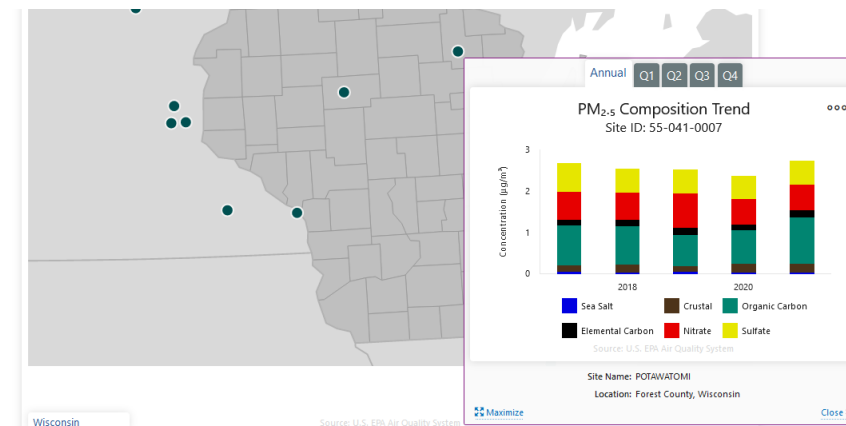 Annual Q1 Q2 Q3 Q4
PM₂.₅ Composition Trend
Site ID: 55-041-0007
Concentration (µg/m³)
3
2
1
0
2018 2020
Sea Salt Crustal Organic Carbon
Elemental Carbon Nitrate Sulfate
Source: U.S. EPA Air Quality System
Site Name: POTAWATOMI
Location: Forest County, Wisconsin
Maximize Close
Wisconsin Source: U.S. EPA Air Quality System